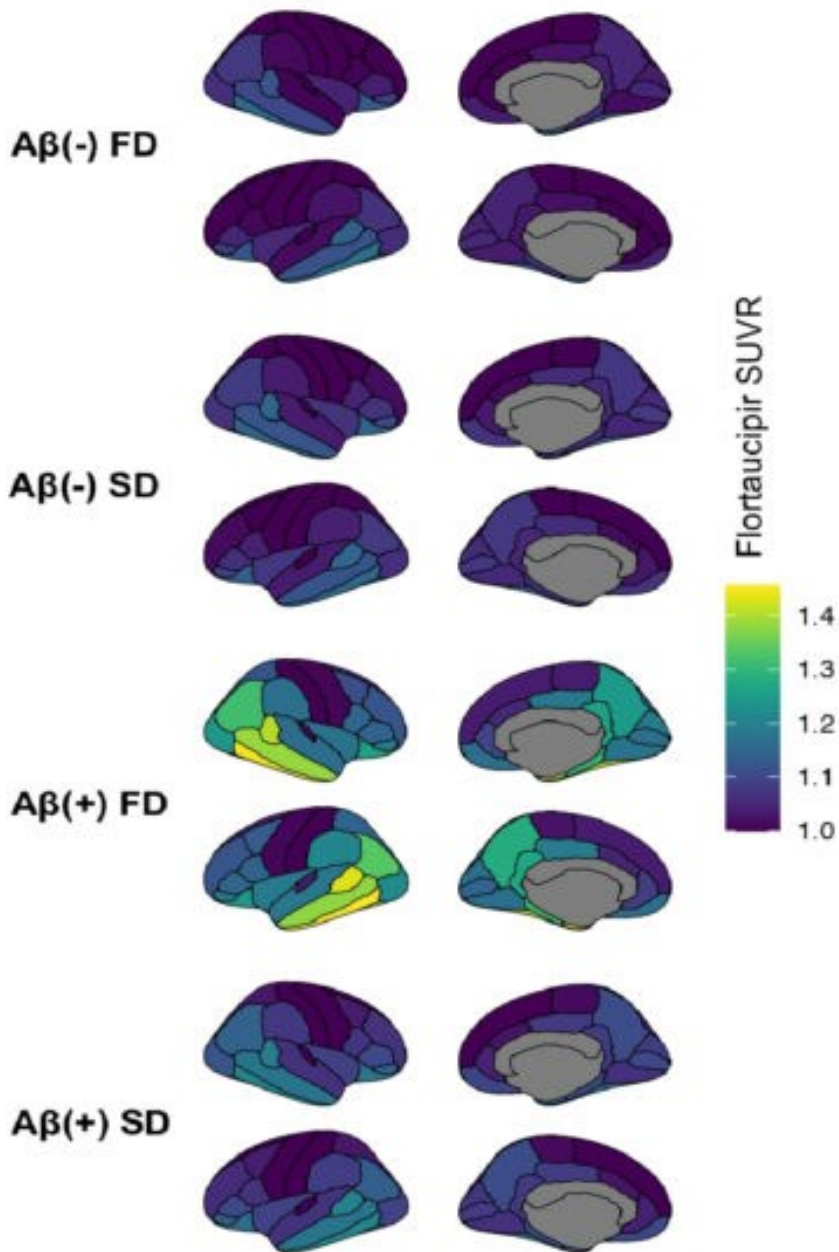 Aβ(-) FD
Aβ(-) SD
Aβ(+) FD
Aβ(+) SD
Flortaucipir SUVR
1.4
1.3
1.2
1.1
1.0